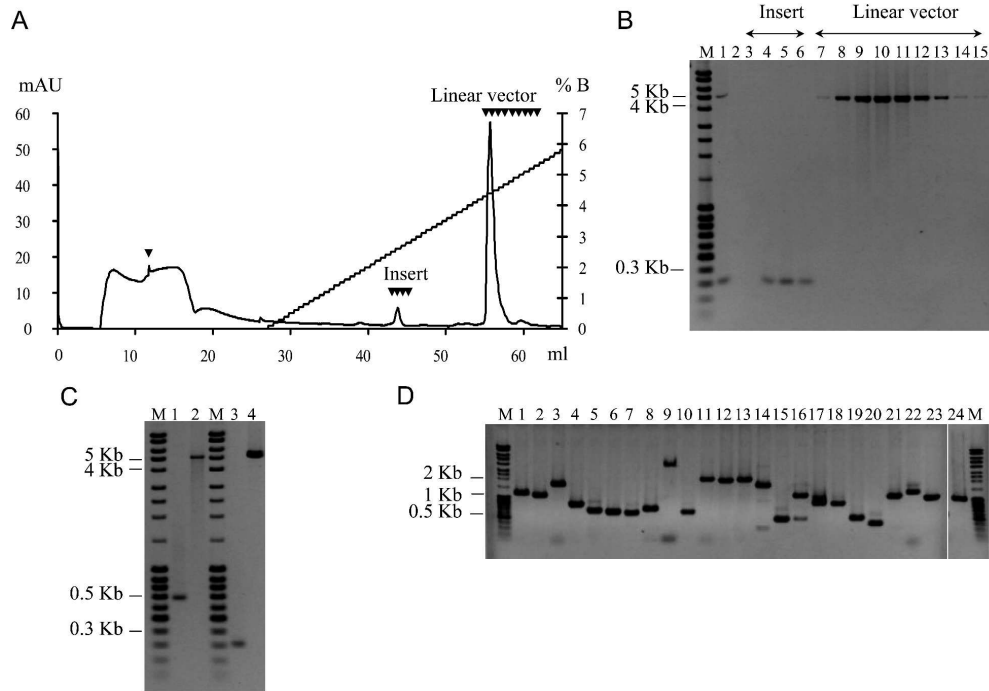 A
mAU
% B
Linear vector
60
50
40
30
20
10
0
7
6
5
4
3
2
1
0
Insert
0
10
20
30
40
50
60
ml
B
Insert
Linear vector
M 1 2 3 4 5 6 7 8 9 10 11 12 13 14 15
5 Kb
4 Kb
0.3 Kb
C
M 1 2 M 3 4
5 Kb
4 Kb
0.5 Kb
0.3 Kb
D
M 1 2 3 4 5 6 7 8 9 10 11 12 13 14 15 16 17 18 19 20 21 22 23 24 M
2 Kb
1 Kb
0.5 Kb